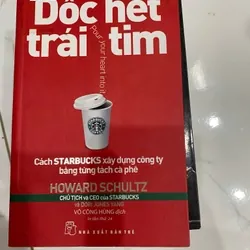 Dốc hết
trái tim
Pour your heart into it
Cách STARBUCKS xây dựng công ty
bằng từng tách cà phê
HOWARD SCHULTZ
CHỦ TỊCH và CEO của STARBUCKS
và DORI JONES YANG
VÕ CÔNG HÙNG dịch
NHÀ XUẤT BẢN TRẺ